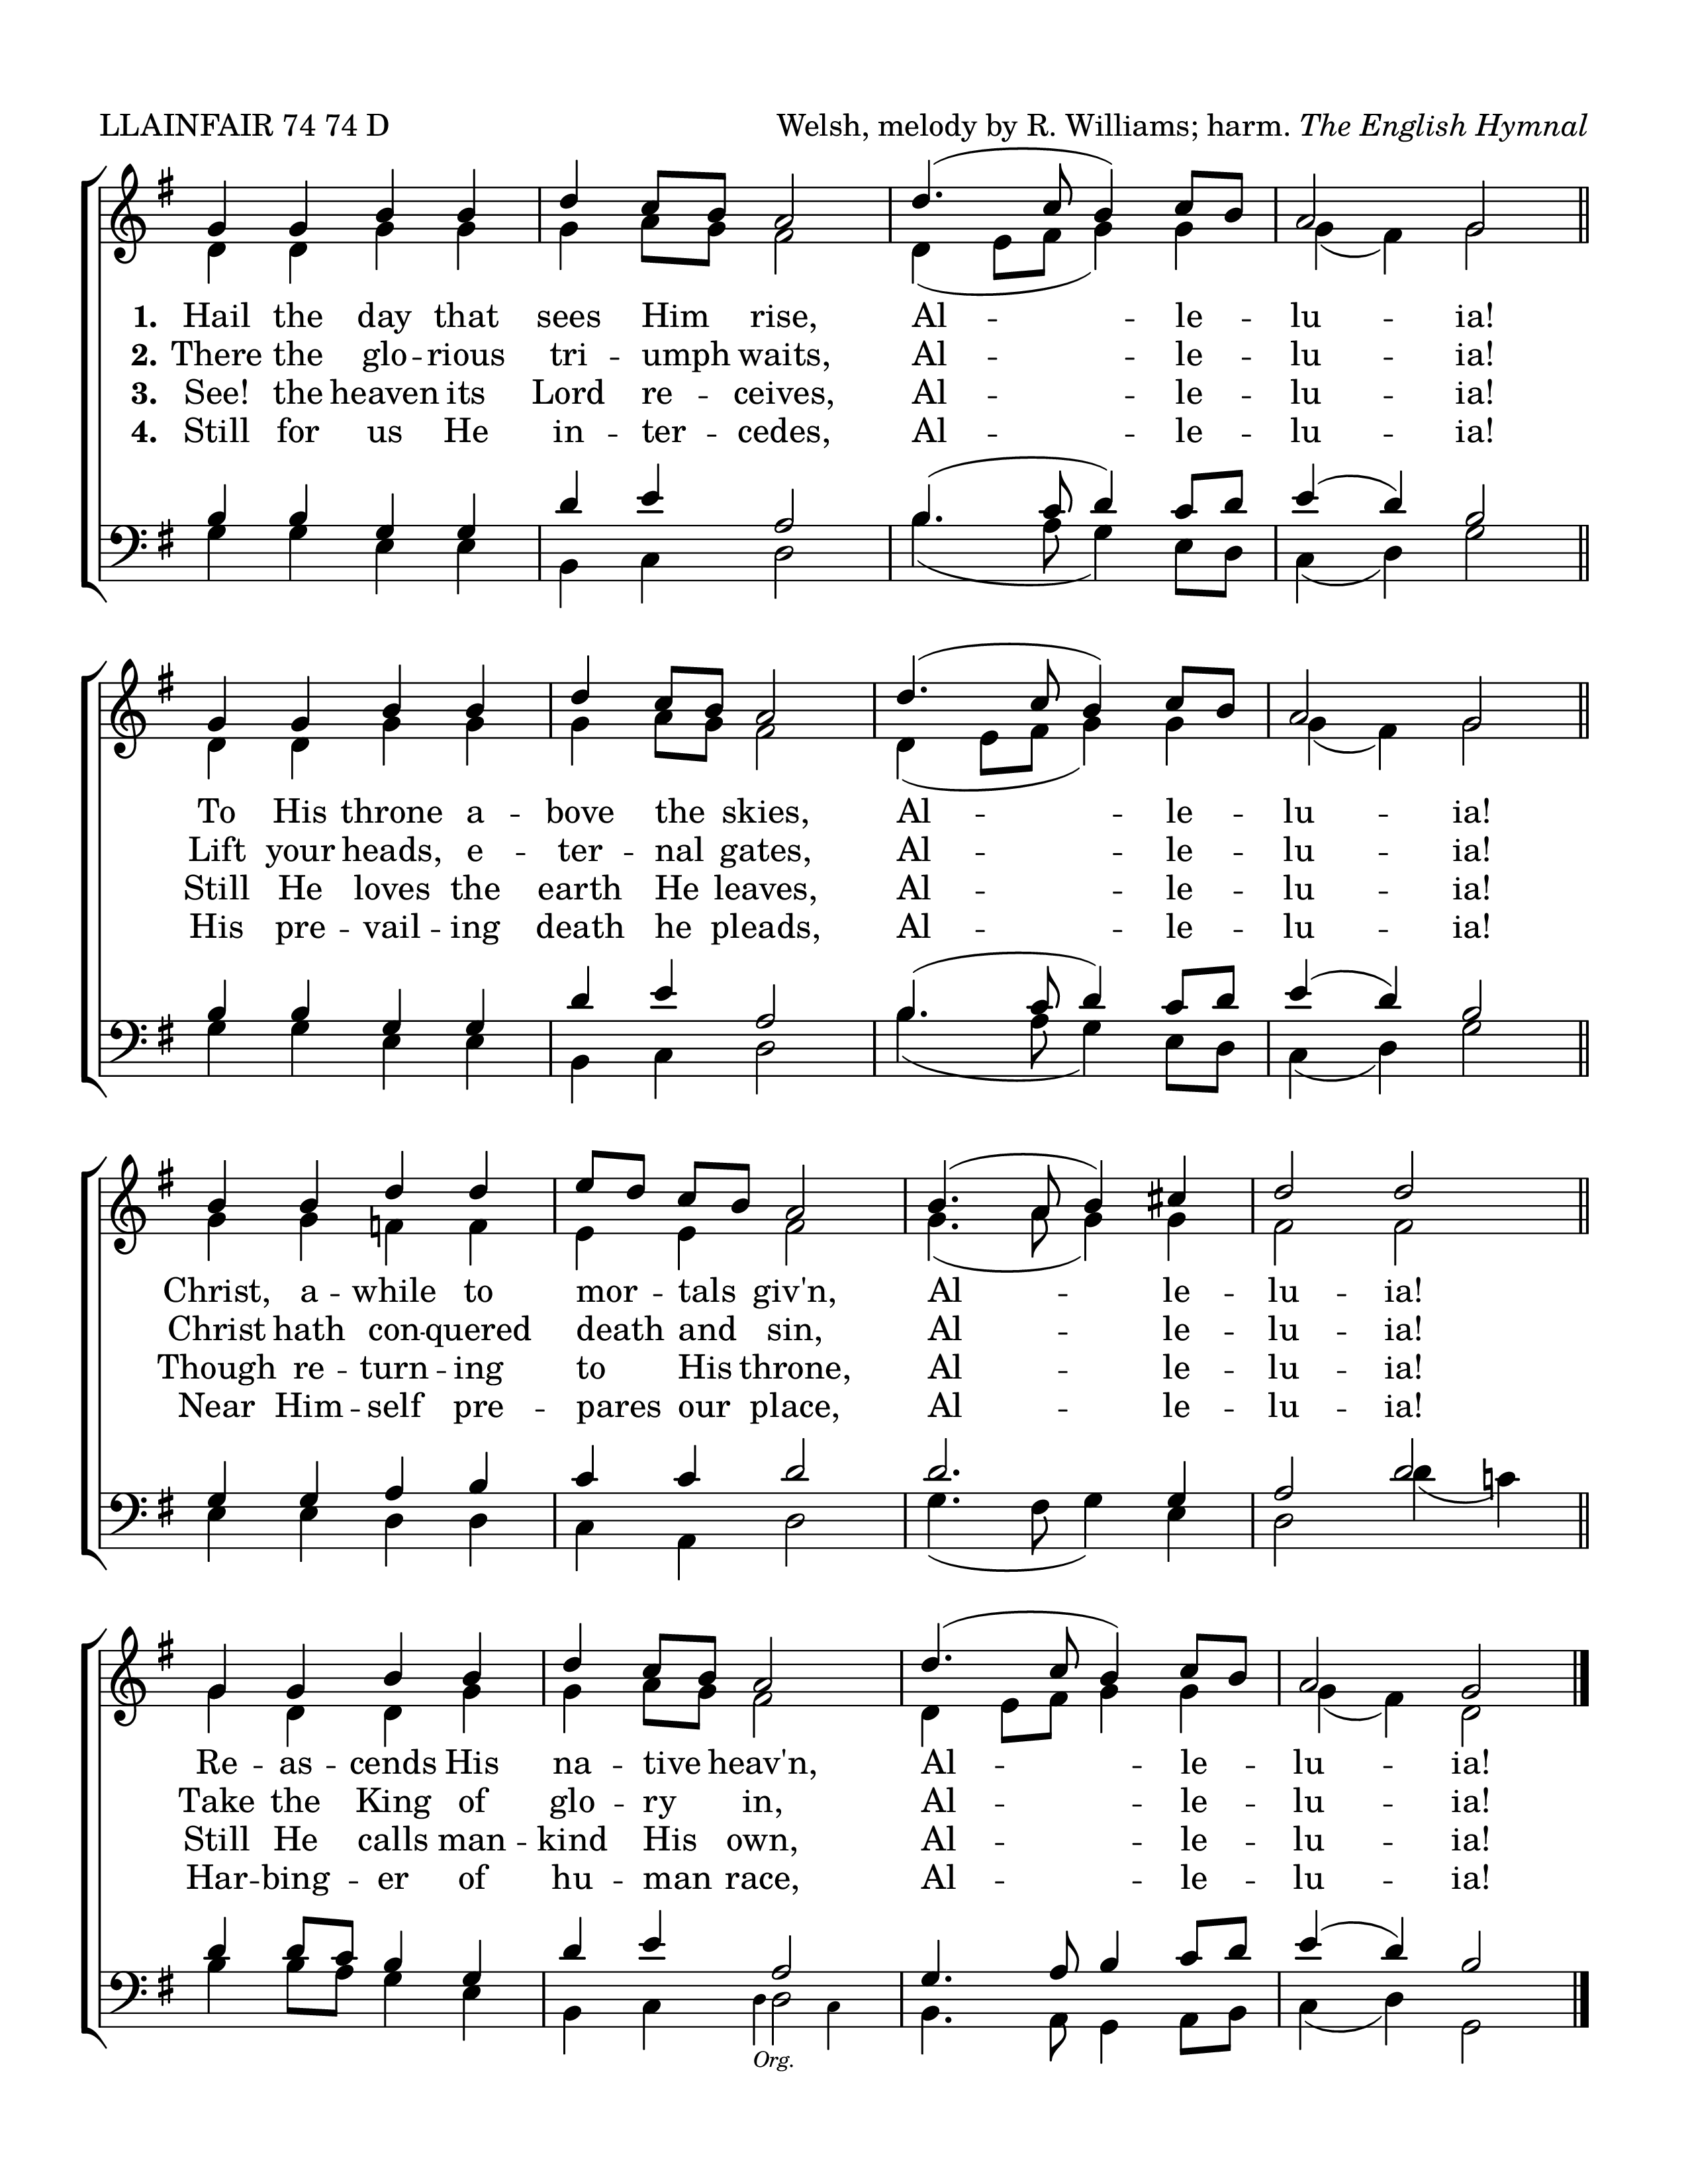 LLAINFAIR 74 74 D Welsh, melody by R. Williams; harm. The English Hymnal
1. Hail the day that sees Him rise, Al -- le -- lu -- ia!
2. There the glo -- rious tri -- umph waits, Al -- le -- lu -- ia!
3. See! the heaven its Lord re -- ceives, Al -- le -- lu -- ia!
4. Still for us He in -- ter -- cedes, Al -- le -- lu -- ia!
To His throne a -- bove the skies, Al -- le -- lu -- ia!
Lift your heads, e -- ter -- nal gates, Al -- le -- lu -- ia!
Still He loves the earth He leaves, Al -- le -- lu -- ia!
His pre -- vail -- ing death he pleads, Al -- le -- lu -- ia!
Christ, a -- while to mor -- tals giv'n, Al -- le -- lu -- ia!
Christ hath con -- quered death and sin, Al -- le -- lu -- ia!
Though re -- turn -- ing to His throne, Al -- le -- lu -- ia!
Near Him -- self pre -- pares our place, Al -- le -- lu -- ia!
Re -- as -- cends His na -- tive heav'n, Al -- le -- lu -- ia!
Take the King of glo -- ry in, Al -- le -- lu -- ia!
Still He calls man -- kind His own, Al -- le -- lu -- ia!
Har -- bing -- er of hu -- man race, Al -- le -- lu -- ia!
Org.